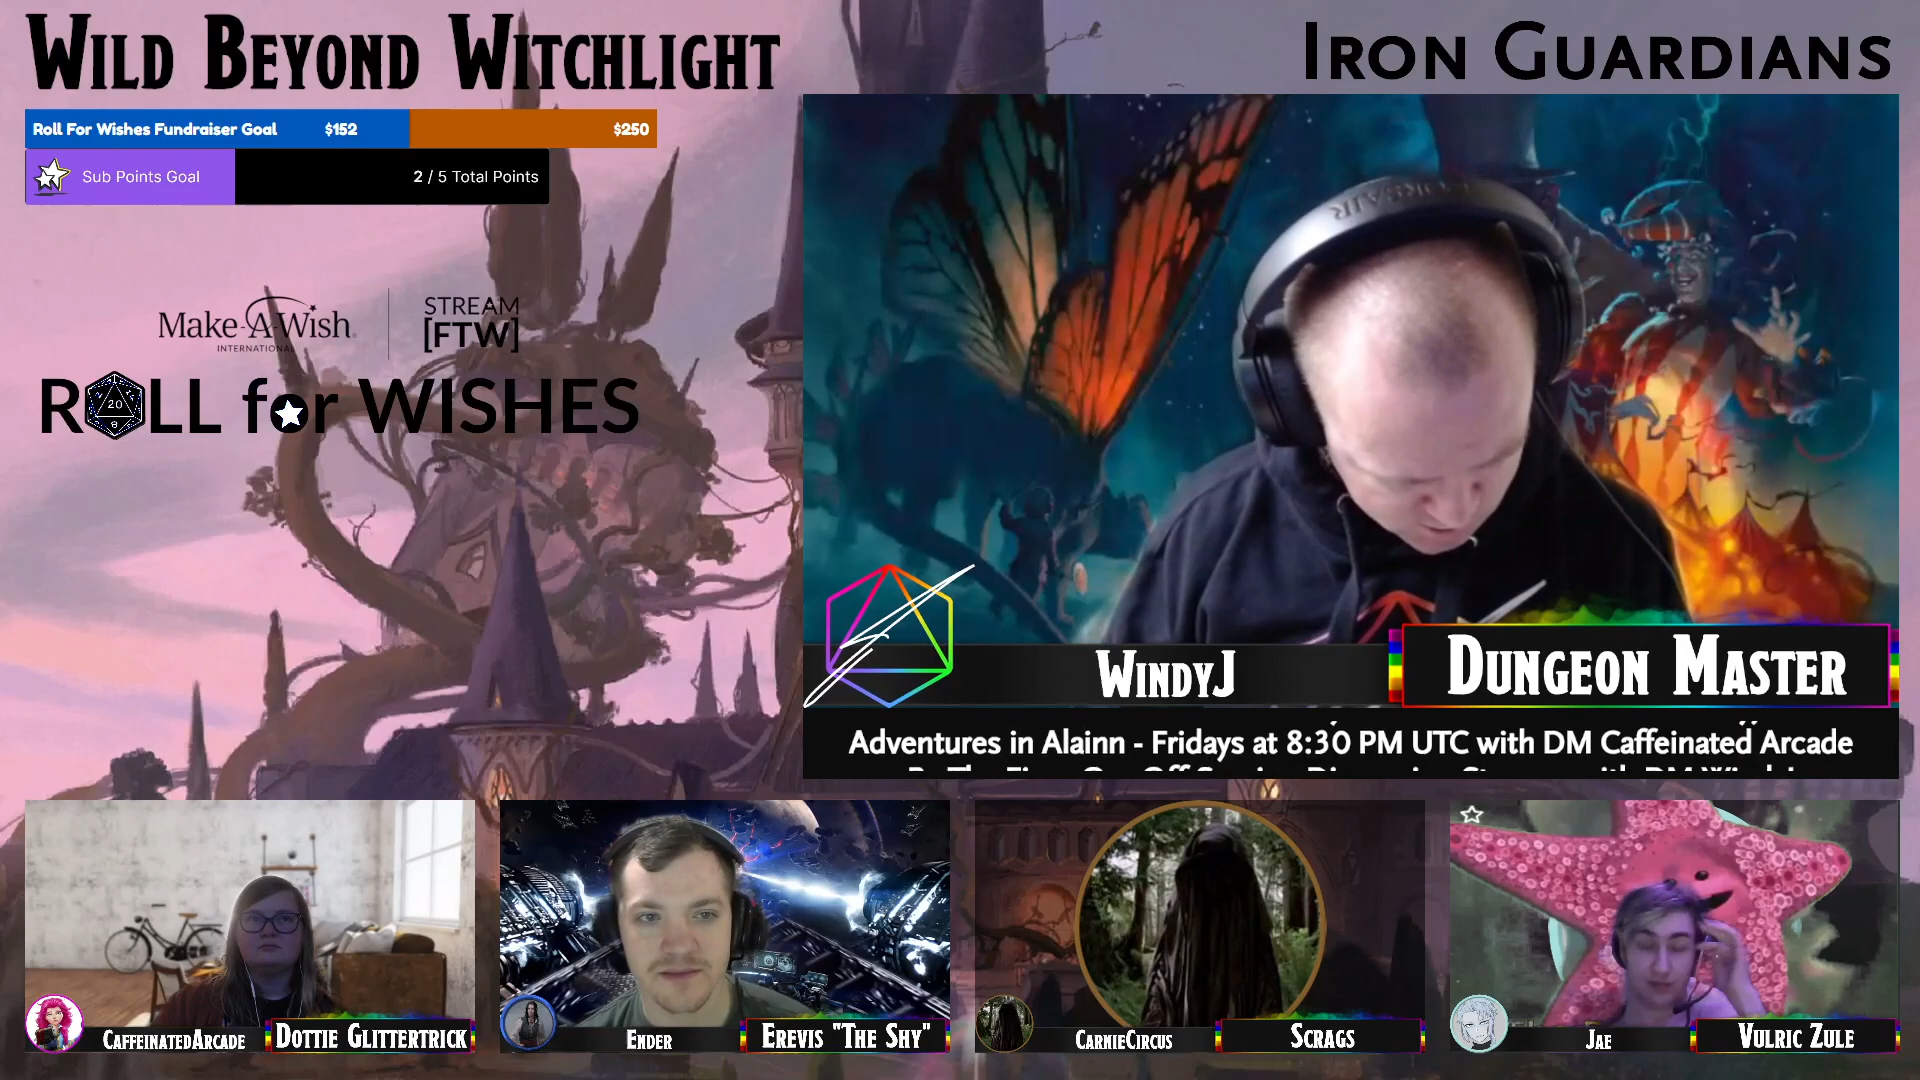 Wild Beyond Witchlight
Iron Guardians
Roll For Wishes Fundraiser Goal $152 $250
Sub Points Goal 2 / 5 Total Points
Make-A-Wish
INTERNATIONAL
STREAM
[FTW]
ROLL for WISHES
20
CORSAIR
WindyJ
Dungeon Master
Adventures in Alainn - Fridays at 8:30 PM UTC with DM Caffeinated Arcade
CaffeinatedArcade
Dottie Glittertrick
Ender
Erevis "The Shy"
CarnieCircus
Scrags
Jae
Vulric Zule